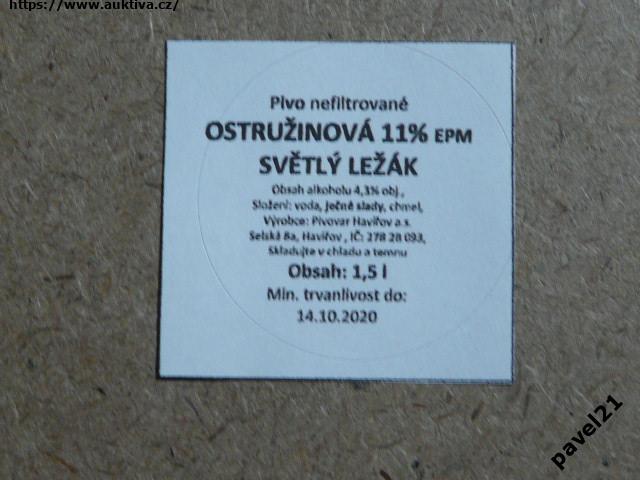 https://www.auktiva.cz/
Pivo nefiltrované
OSTRUŽINOVÁ 11% EPM
SVĚTLÝ LEŽÁK
Obsah alkoholu 4,3% obj.,
Složení: voda, ječné slady, chmel,
Výrobce: Pivovar Havířov a.s.
Selská 8a, Havířov , IČ: 278 28 093,
Skladujte v chladu a temnu
Obsah: 1,5 l
Min. trvanlivost do:
14.10.2020
pavel21